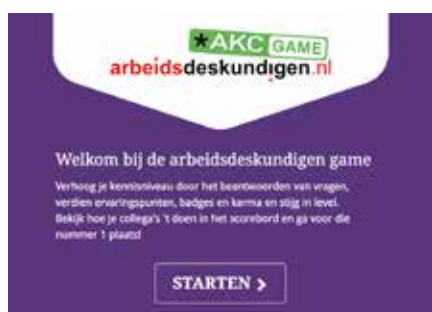 *AKC GAME
arbeidsdeskundigen.nl
Welkom bij de arbeidsdeskundigen game
Verhoog je kennisniveau door het beantwoorden van vragen,
verdien ervaringspunten, badges en karma en stijg in level.
Bekijk hoe je collega's 't doen in het scorebord en ga voor die
nummer 1 plaats!
STARTEN >